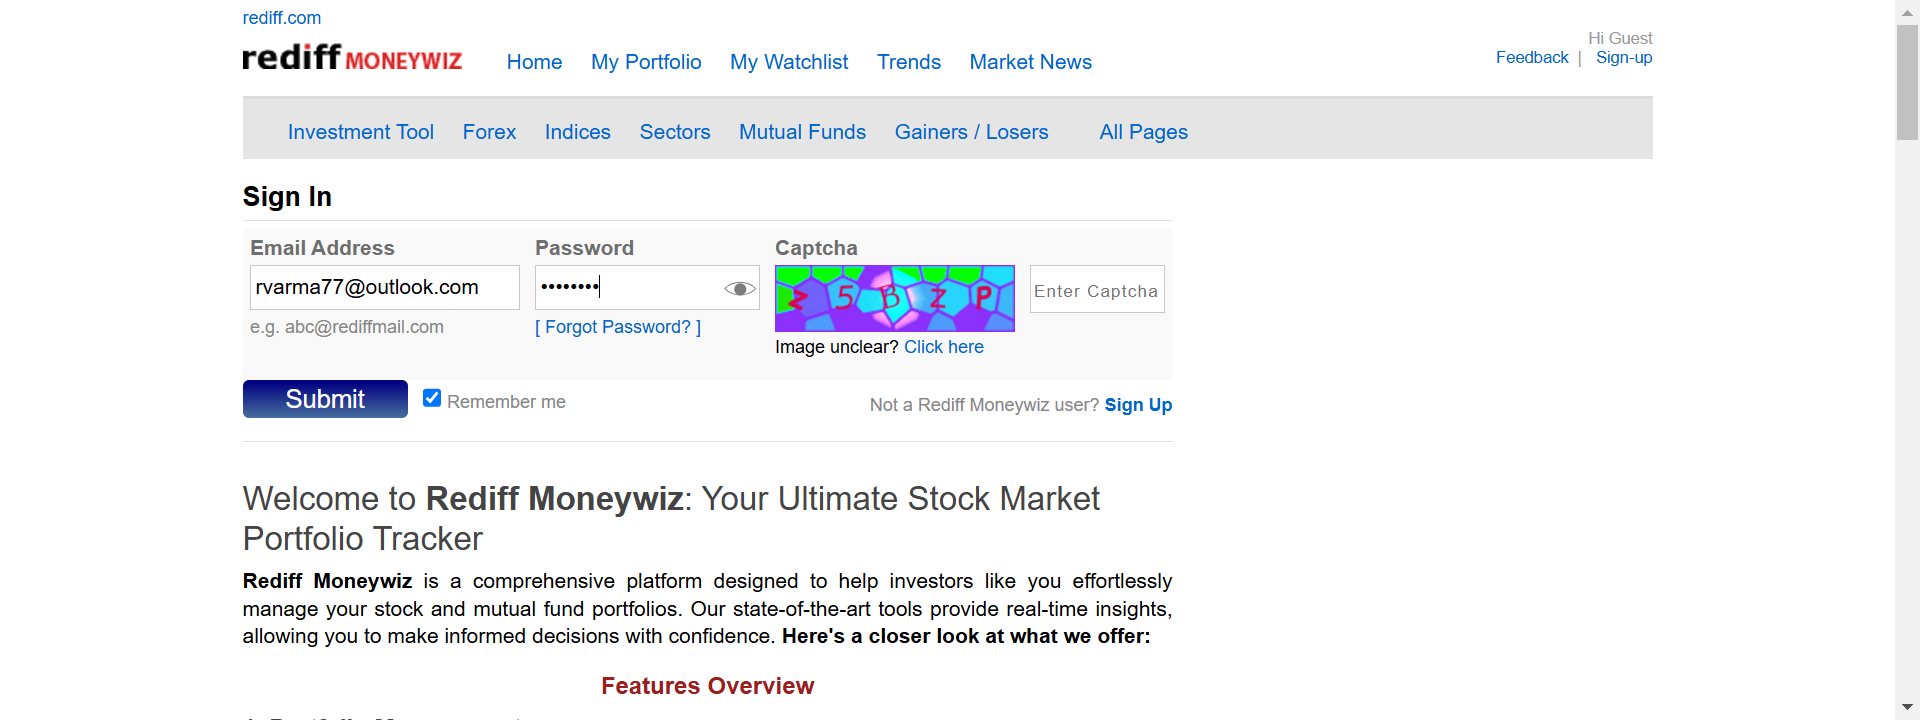 rediff.com
rediff MONEYWIZ Home My Portfolio My Watchlist Trends Market News
Hi Guest
Feedback | Sign-up
Investment Tool Forex Indices Sectors Mutual Funds Gainers / Losers All Pages
Sign In
Email Address Password Captcha
rvarma77@outlook.com •••••••• Enter Captcha
e.g. abc@rediffmail.com [ Forgot Password? ]
Image unclear? Click here
Submit Remember me Not a Rediff Moneywiz user? Sign Up
Welcome to Rediff Moneywiz: Your Ultimate Stock Market
Portfolio Tracker
Rediff Moneywiz is a comprehensive platform designed to help investors like you effortlessly
manage your stock and mutual fund portfolios. Our state-of-the-art tools provide real-time insights,
allowing you to make informed decisions with confidence. Here's a closer look at what we offer:
Features Overview